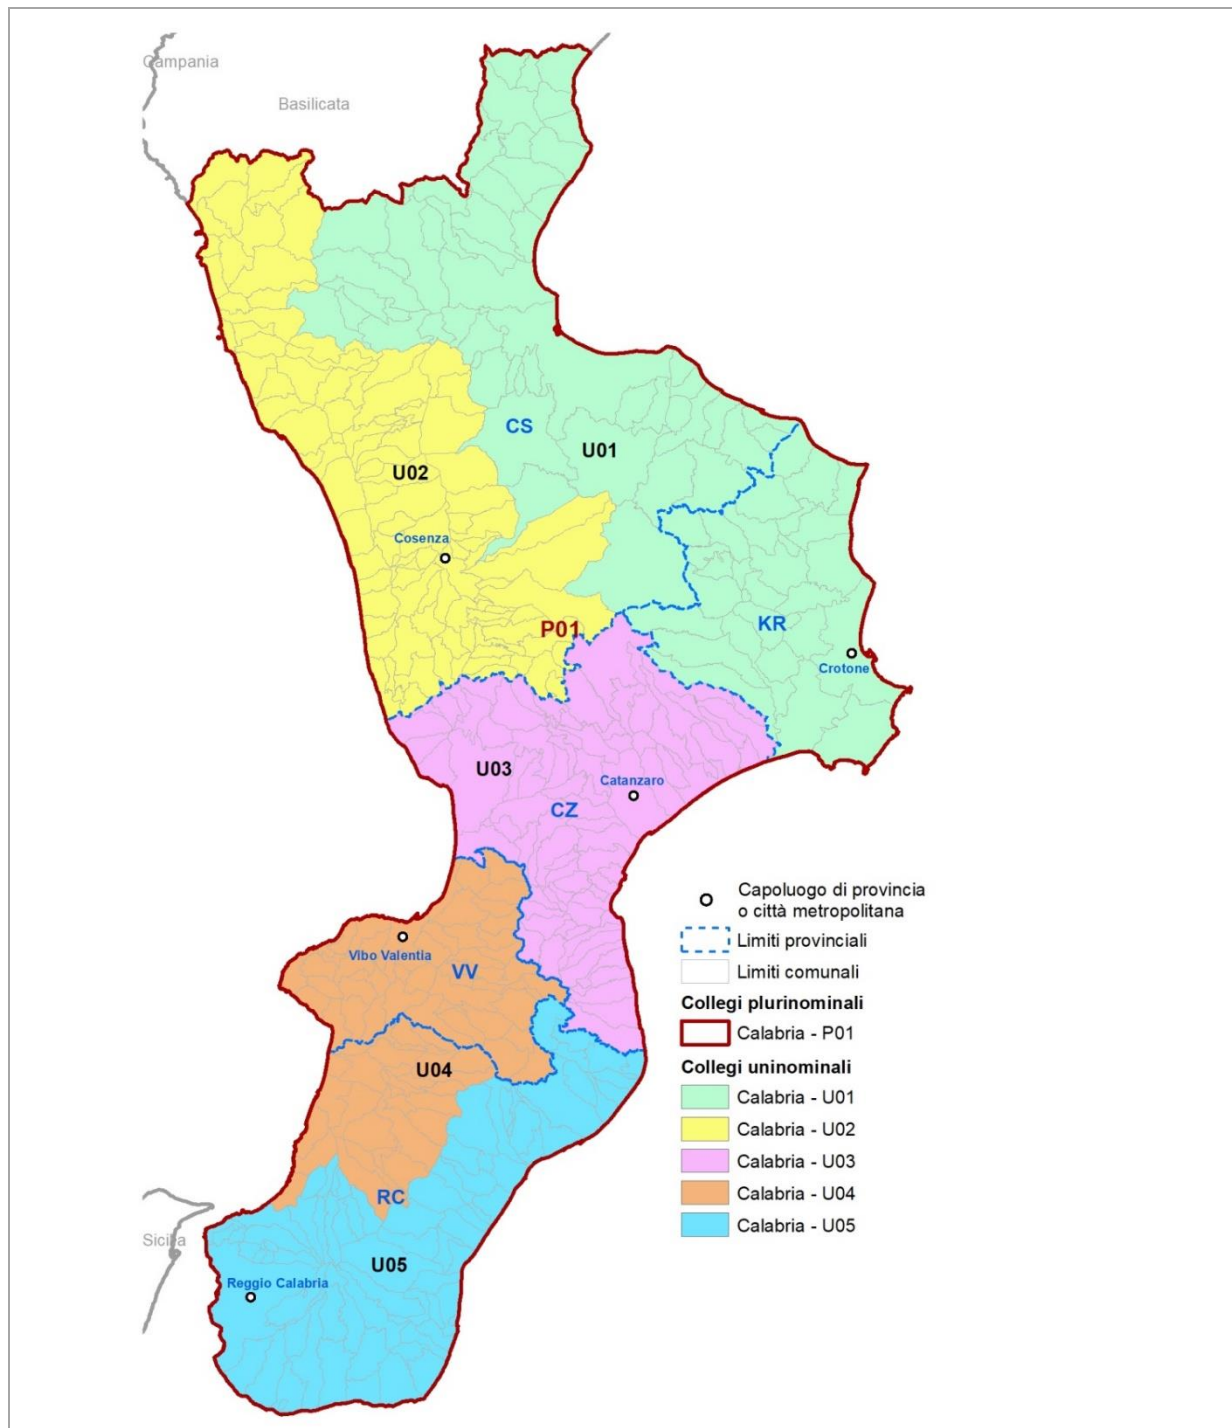 Campania
Basilicata
CS
U01
U02
Cosenza
P01
KR
Crotone
U03
Catanzaro
CZ
Vibo Valentia
VV
U04
RC
Sicilia
U05
Reggio Calabria
Capoluogo di provincia
o città metropolitana
Limiti provinciali
Limiti comunali
Collegi plurinominali
Calabria - P01
Collegi uninominali
Calabria - U01
Calabria - U02
Calabria - U03
Calabria - U04
Calabria - U05